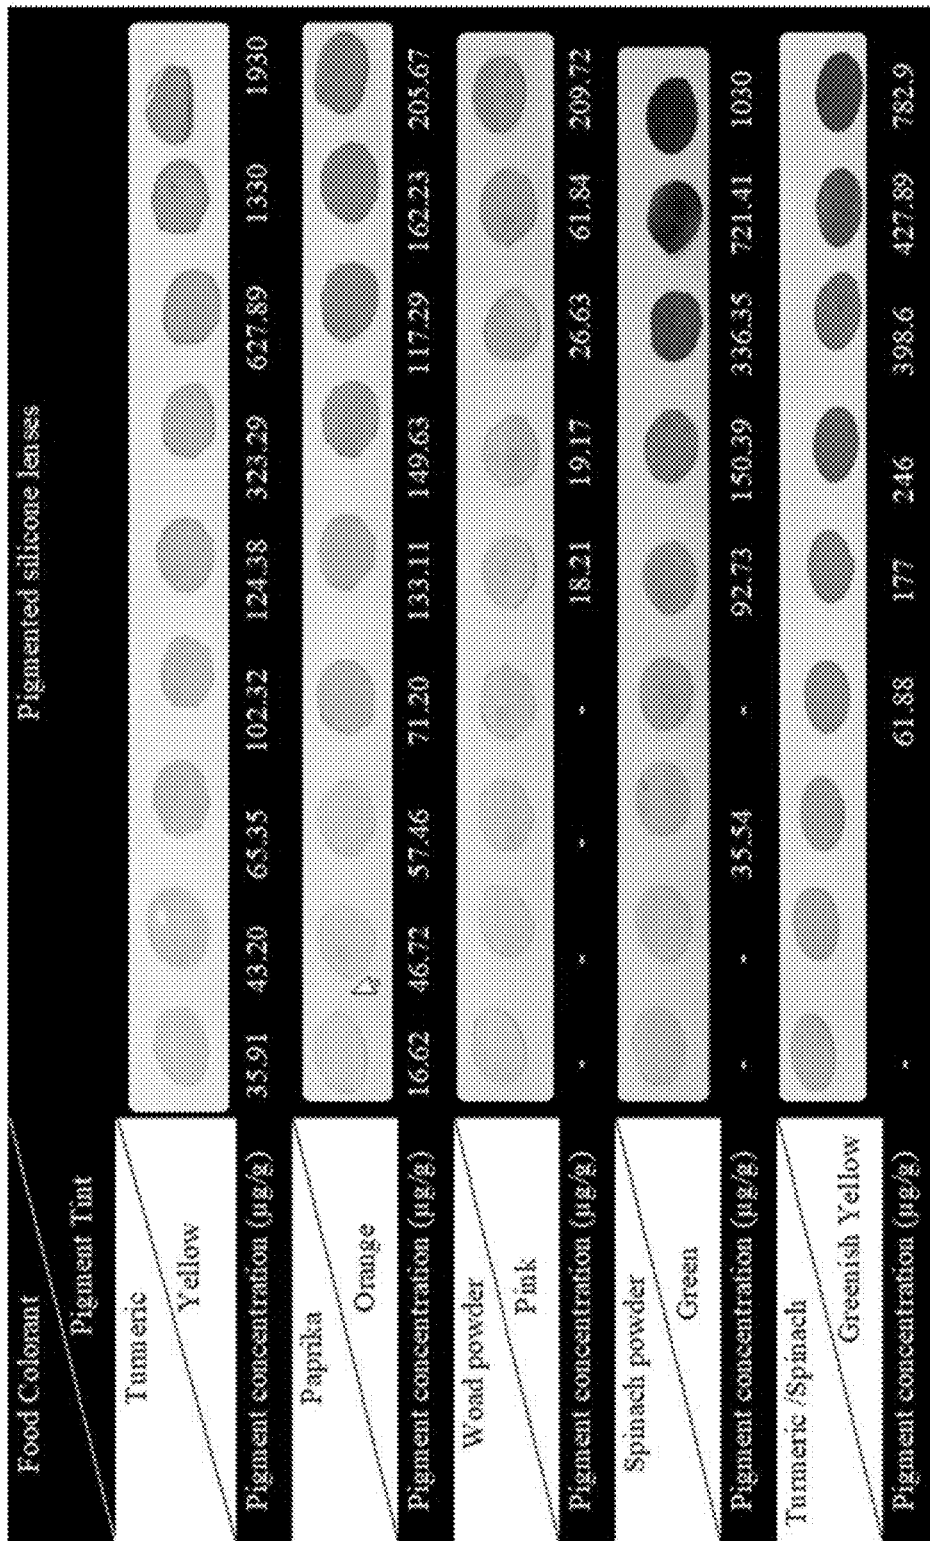 Food Colorant
Pigment Tint
Pigmented silicone lenses
Tumeric
Yellow
Pigment concentration (µg/g) 35.91 43.20 65.35 102.32 124.38 323.29 627.89 1330 1930
Paprika
Orange
Pigment concentration (µg/g) 16.62 46.72 57.46 71.20 133.11 149.63 117.29 162.23 205.67
Woad powder
Pink
Pigment concentration (µg/g) * * * * 18.21 19.17 26.63 61.84 209.72
Spinach powder
Green
Pigment concentration (µg/g) * * 35.54 * 92.73 150.39 336.35 721.41 1030
Turmeric /Spinach
Greenish Yellow
Pigment concentration (µg/g) * 61.88 177 246 398.6 427.89 782.9